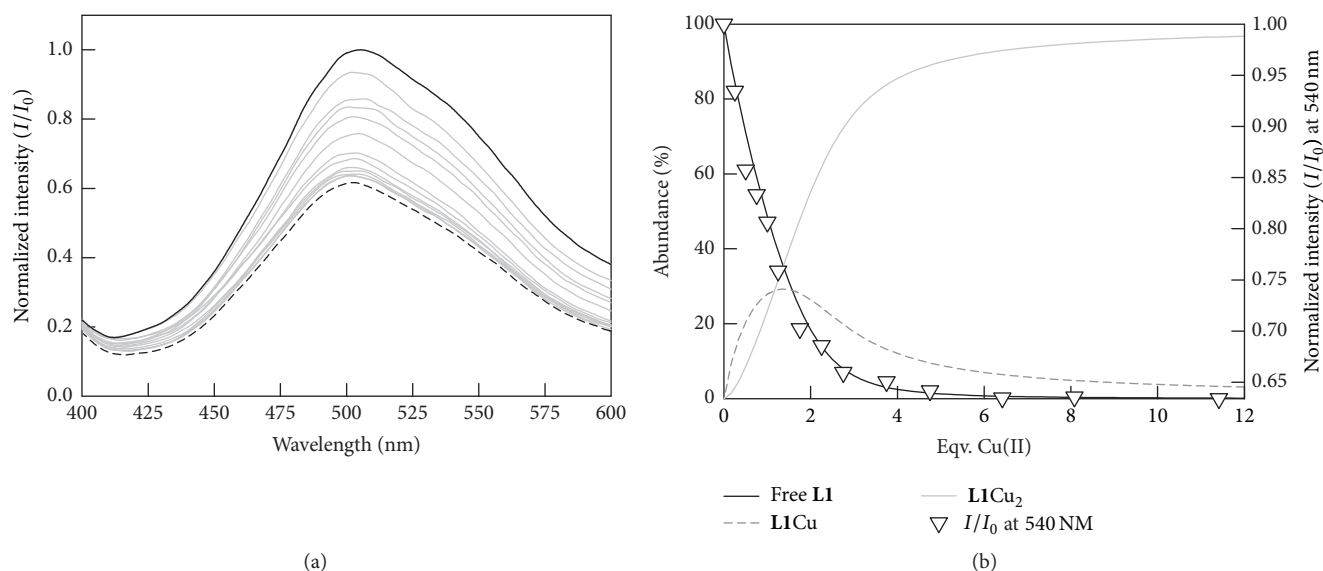 Normalized intensity (I/I0)
1.0
0.8
0.6
0.4
0.2
0.0
400 425 450 475 500 525 550 575 600
Wavelength (nm)
(a)
Abundance (%)
100
80
60
40
20
0
0 2 4 6 8 10 12
Eqv. Cu(II)
1.00
0.95
0.90
0.85
0.80
0.75
0.70
0.65
Normalized intensity (I/I0) at 540 nm
Free L1
L1Cu2
L1Cu
I/I0 at 540 NM
(b)